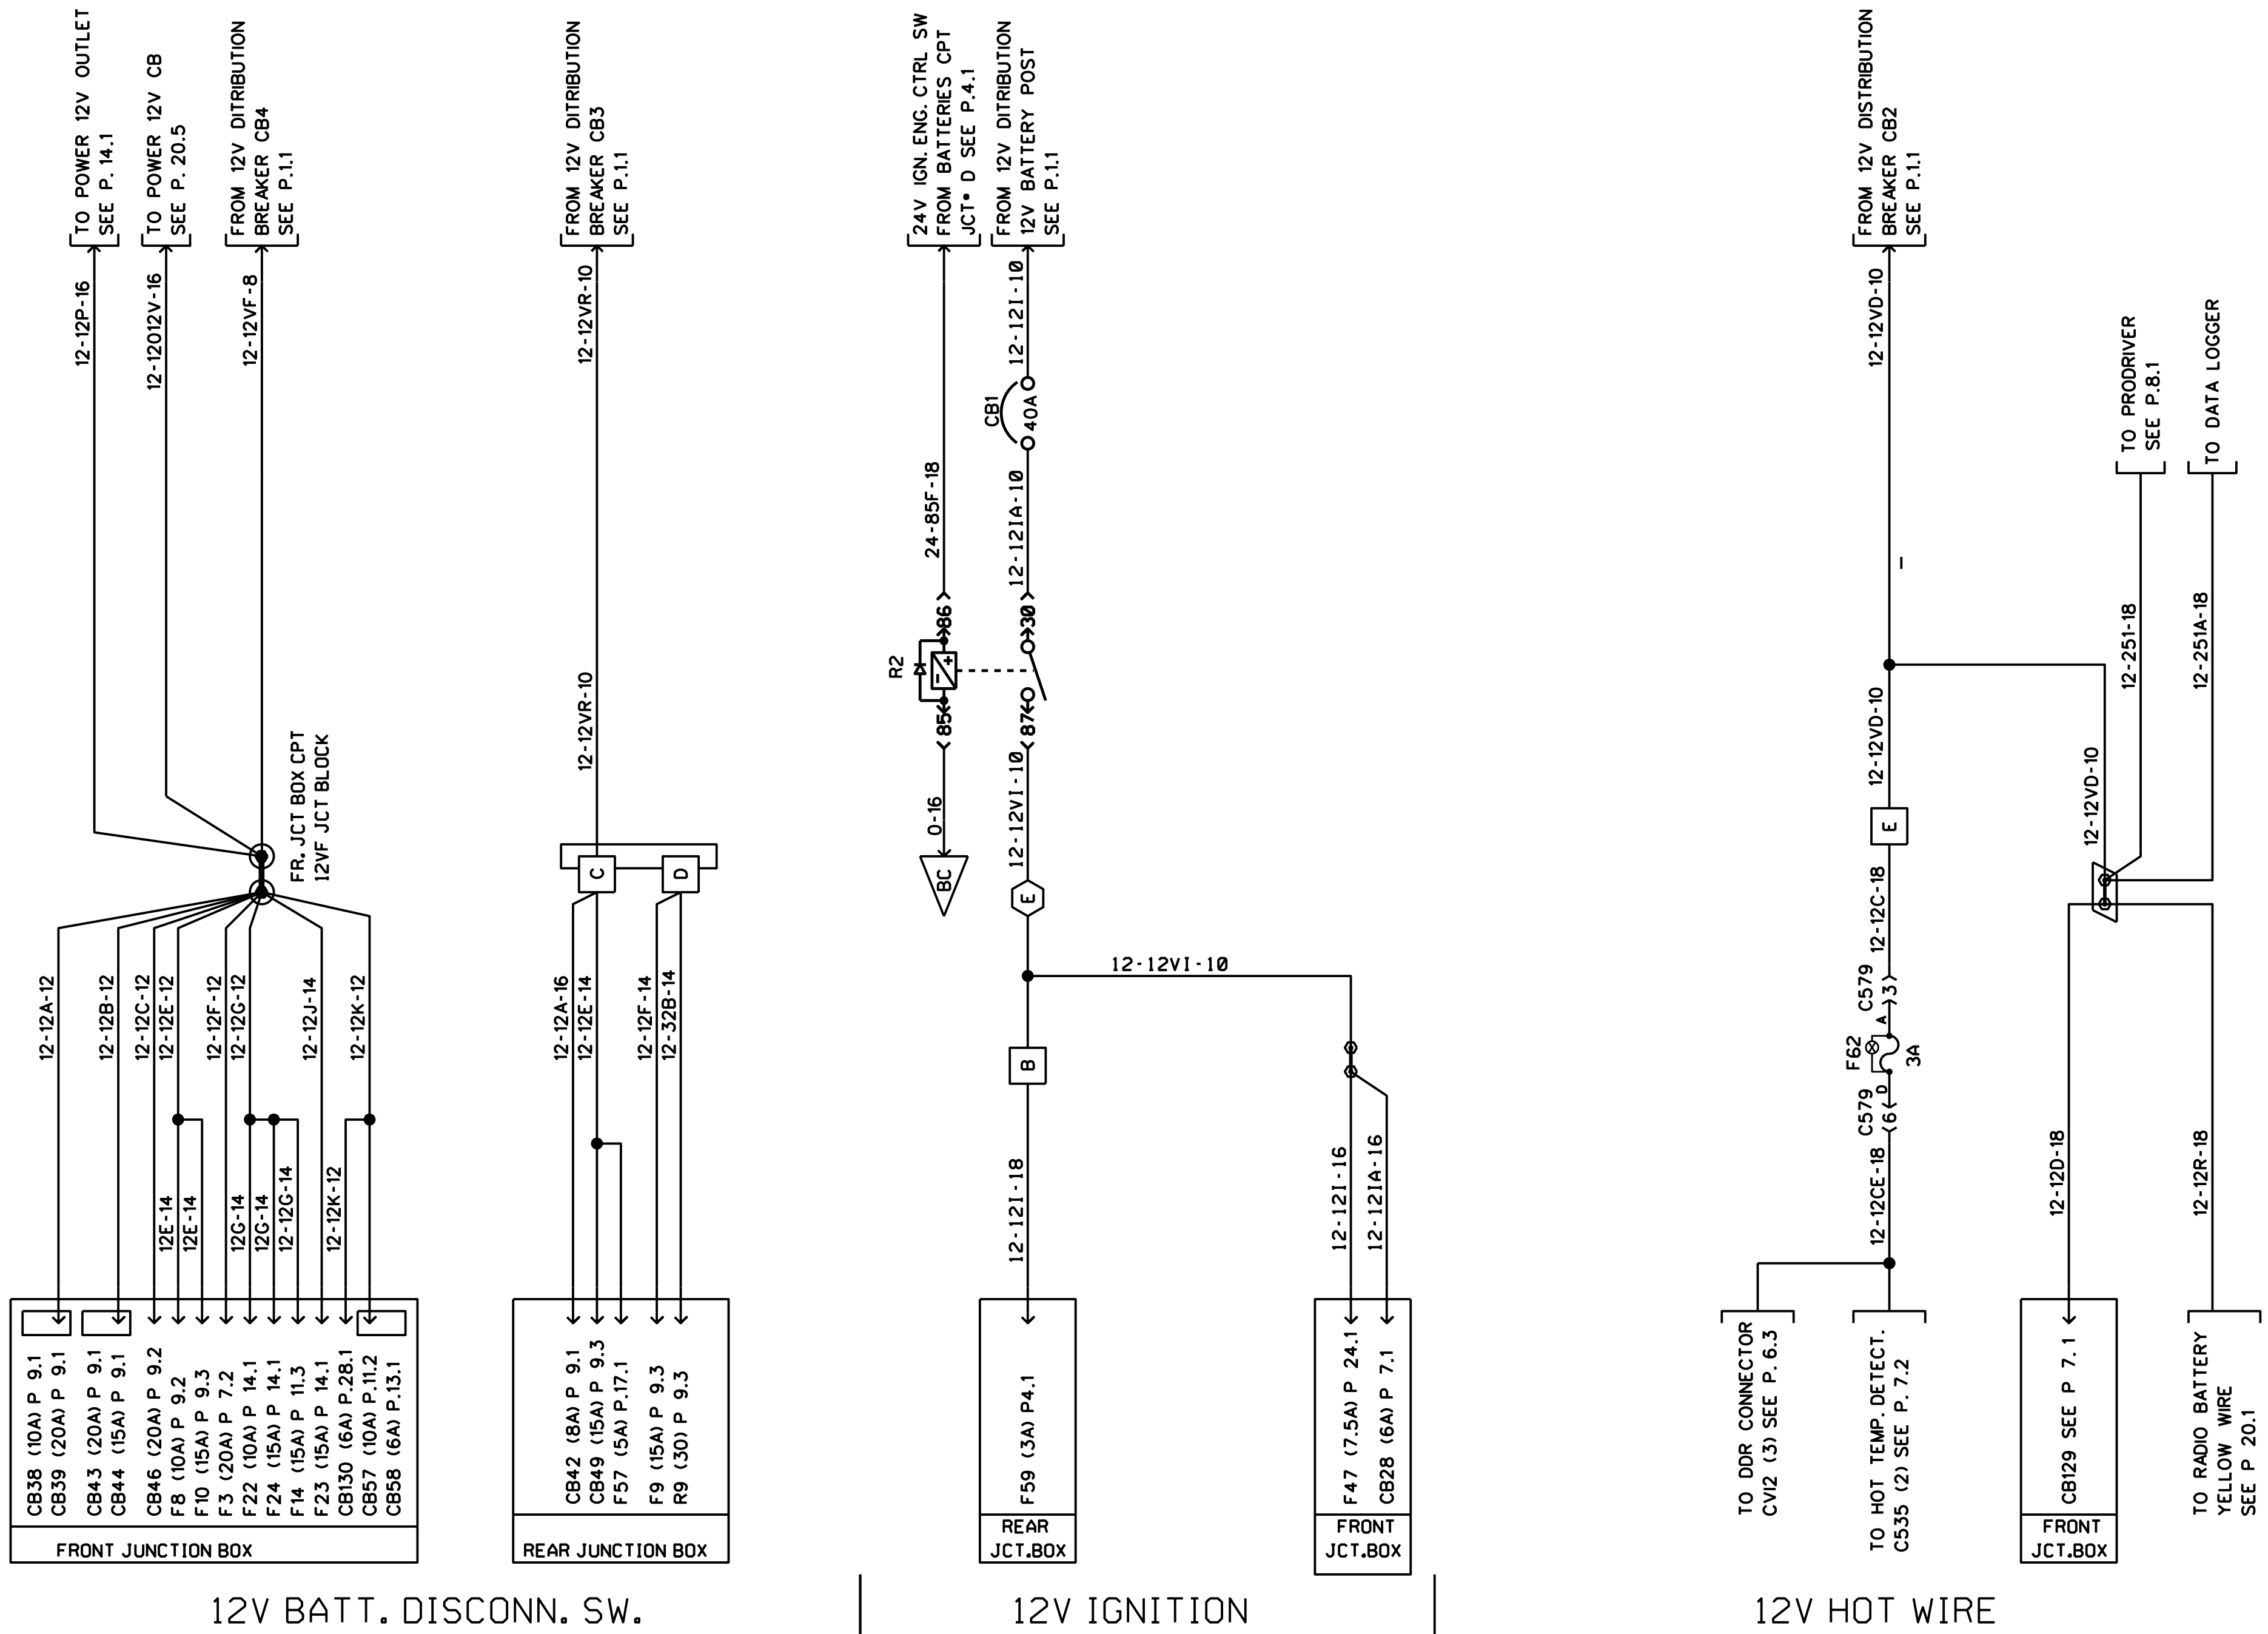 TO POWER 12V OUTLET
SEE P. 14.1
TO POWER 12V CB
SEE P. 20.5
FROM 12V DITRIBUTION
BREAKER CB4
SEE P.1.1
12-12P-16
12-12012V-16
12-12VF-8
FR. JCT BOX CPT
12VF JCT BLOCK
12-12A-12
12-12B-12
12-12C-12
12-12E-12
12-12F-12
12-12G-12
12-12J-14
12-12K-12
12E-14
12E-14
12G-14
12G-14
12-12G-14
12-12K-12
CB38 (10A) P 9.1
CB39 (20A) P 9.1
CB43 (20A) P 9.1
CB44 (15A) P 9.1
CB46 (20A) P 9.2
F8 (10A) P 9.2
F10 (15A) P 9.3
F3 (20A) P 7.2
F22 (10A) P 14.1
F24 (15A) P 14.1
F14 (15A) P 11.3
F23 (15A) P 14.1
CB130 (6A) P.28.1
CB57 (10A) P.11.2
CB58 (6A) P.13.1
FRONT JUNCTION BOX
FROM 12V DITRIBUTION
BREAKER CB3
SEE P.1.1
12-12VR-10
12-12VR-10
C
D
12-12A-16
12-12E-14
12-12F-14
12-32B-14
CB42 (8A) P 9.1
CB49 (15A) P 9.3
F57 (5A) P.17.1
F9 (15A) P 9.3
R9 (30) P 9.3
REAR JUNCTION BOX
12V BATT. DISCONN. SW.
24V IGN. ENG. CTRL SW
FROM BATTERIES CPT
JCT• D SEE P.4.1
FROM 12V DITRIBUTION
12V BATTERY POST
SEE P.1.1
12-12I-10
CB1
40A
24-85F-18
12-12IA-10
86
30
R2
+
-
85
87
0-16
12-12VI-10
BC
E
12-12VI-10
B
12-12I-18
12-12I-16
12-12IA-16
F59 (3A) P4.1
REAR
JCT.BOX
F47 (7.5A) P 24.1
CB28 (6A) P 7.1
FRONT
JCT.BOX
12V IGNITION
FROM 12V DISTRIBUTION
BREAKER CB2
SEE P.1.1
12-12VD-10
TO PRODRIVER
SEE P.8.1
TO DATA LOGGER
12-251-18
12-251A-18
12-12VD-10
12-12VD-10
E
12-12C-18
C579
3
A
F62
3A
D
C579
6
12-12CE-18
12-12D-18
12-12R-18
TO DDR CONNECTOR
CV12 (3) SEE P. 6.3
TO HOT TEMP. DETECT.
C535 (2) SEE P. 7.2
CB129 SEE P 7. 1
FRONT
JCT.BOX
TO RADIO BATTERY
YELLOW WIRE
SEE P 20.1
12V HOT WIRE